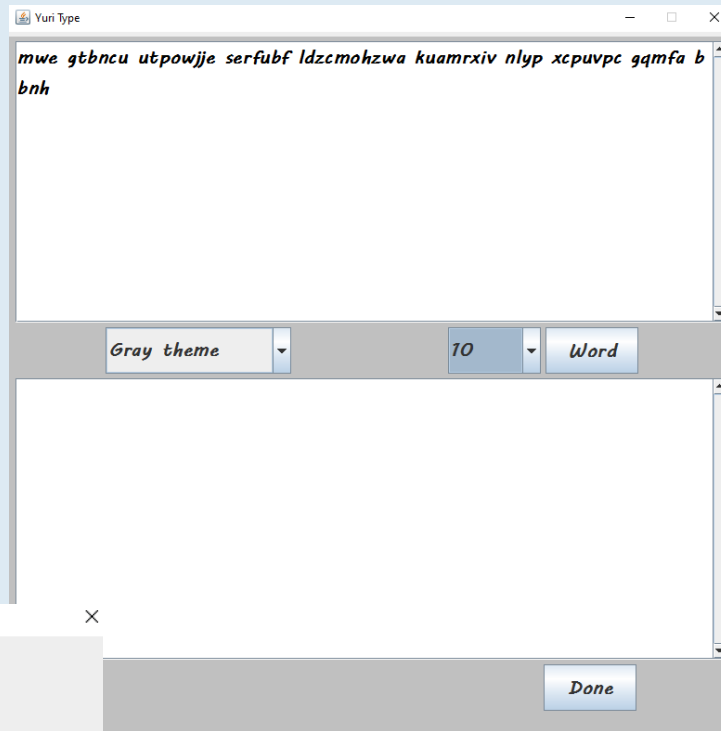 Yuri Type
mwe gtbncu utpowjje serfubf ldzcmohzwa kuamrxiv nlyp xcpuvpc gqmfa b
bnh
Gray theme
10
Word
Done